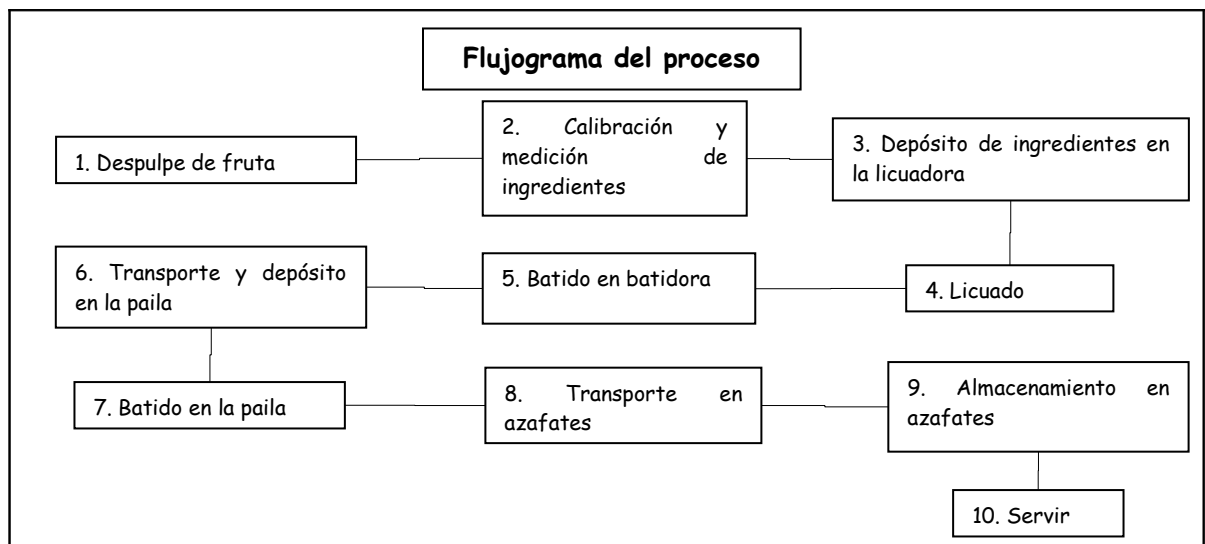 Flujograma del proceso
1. Despulpe de fruta
2. Calibración y
medición de
ingredientes
3. Depósito de ingredientes en
la licuadora
4. Licuado
5. Batido en batidora
6. Transporte y depósito
en la paila
7. Batido en la paila
8. Transporte en
azafates
9. Almacenamiento en
azafates
10. Servir